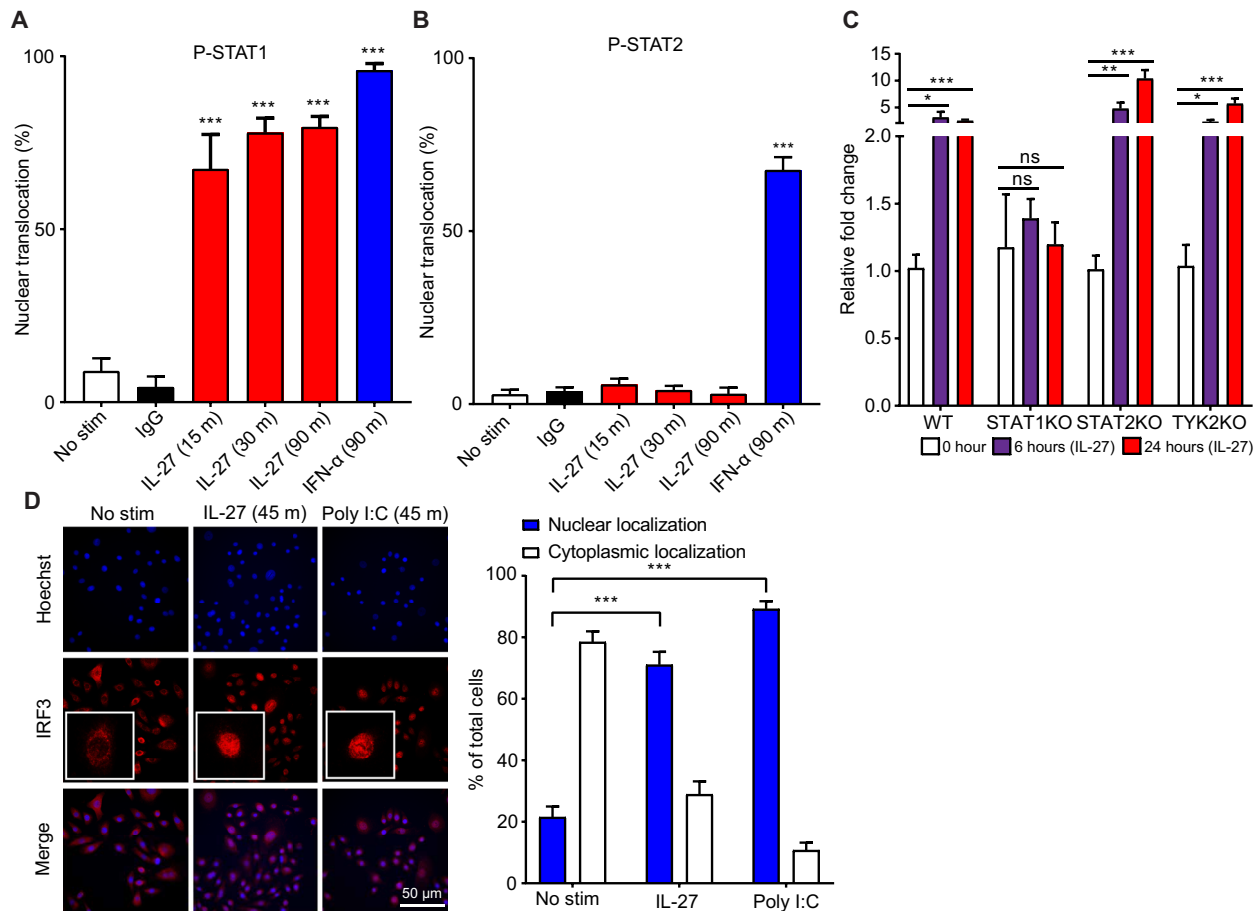 A
P-STAT1
Nuclear translocation (%)
100
50
0
***
***
***
***
No stim
IgG
IL-27 (15 m)
IL-27 (30 m)
IL-27 (90 m)
IFN-α (90 m)
B
P-STAT2
Nuclear translocation (%)
100
50
0
***
No stim
IgG
IL-27 (15 m)
IL-27 (30 m)
IL-27 (90 m)
IFN-α (90 m)
C
Relative fold change
15
10
5
2.0
1.5
1.0
0.5
0.0
***
*
ns
ns
***
**
***
*
WT STAT1KO STAT2KO TYK2KO
0 hour 6 hours (IL-27) 24 hours (IL-27)
D
No stim IL-27 (45 m) Poly I:C (45 m)
Hoechst
IRF3
Merge
50 µm
Nuclear localization
Cytoplasmic localization
% of total cells
100
80
60
40
20
0
***
***
No stim IL-27 Poly I:C